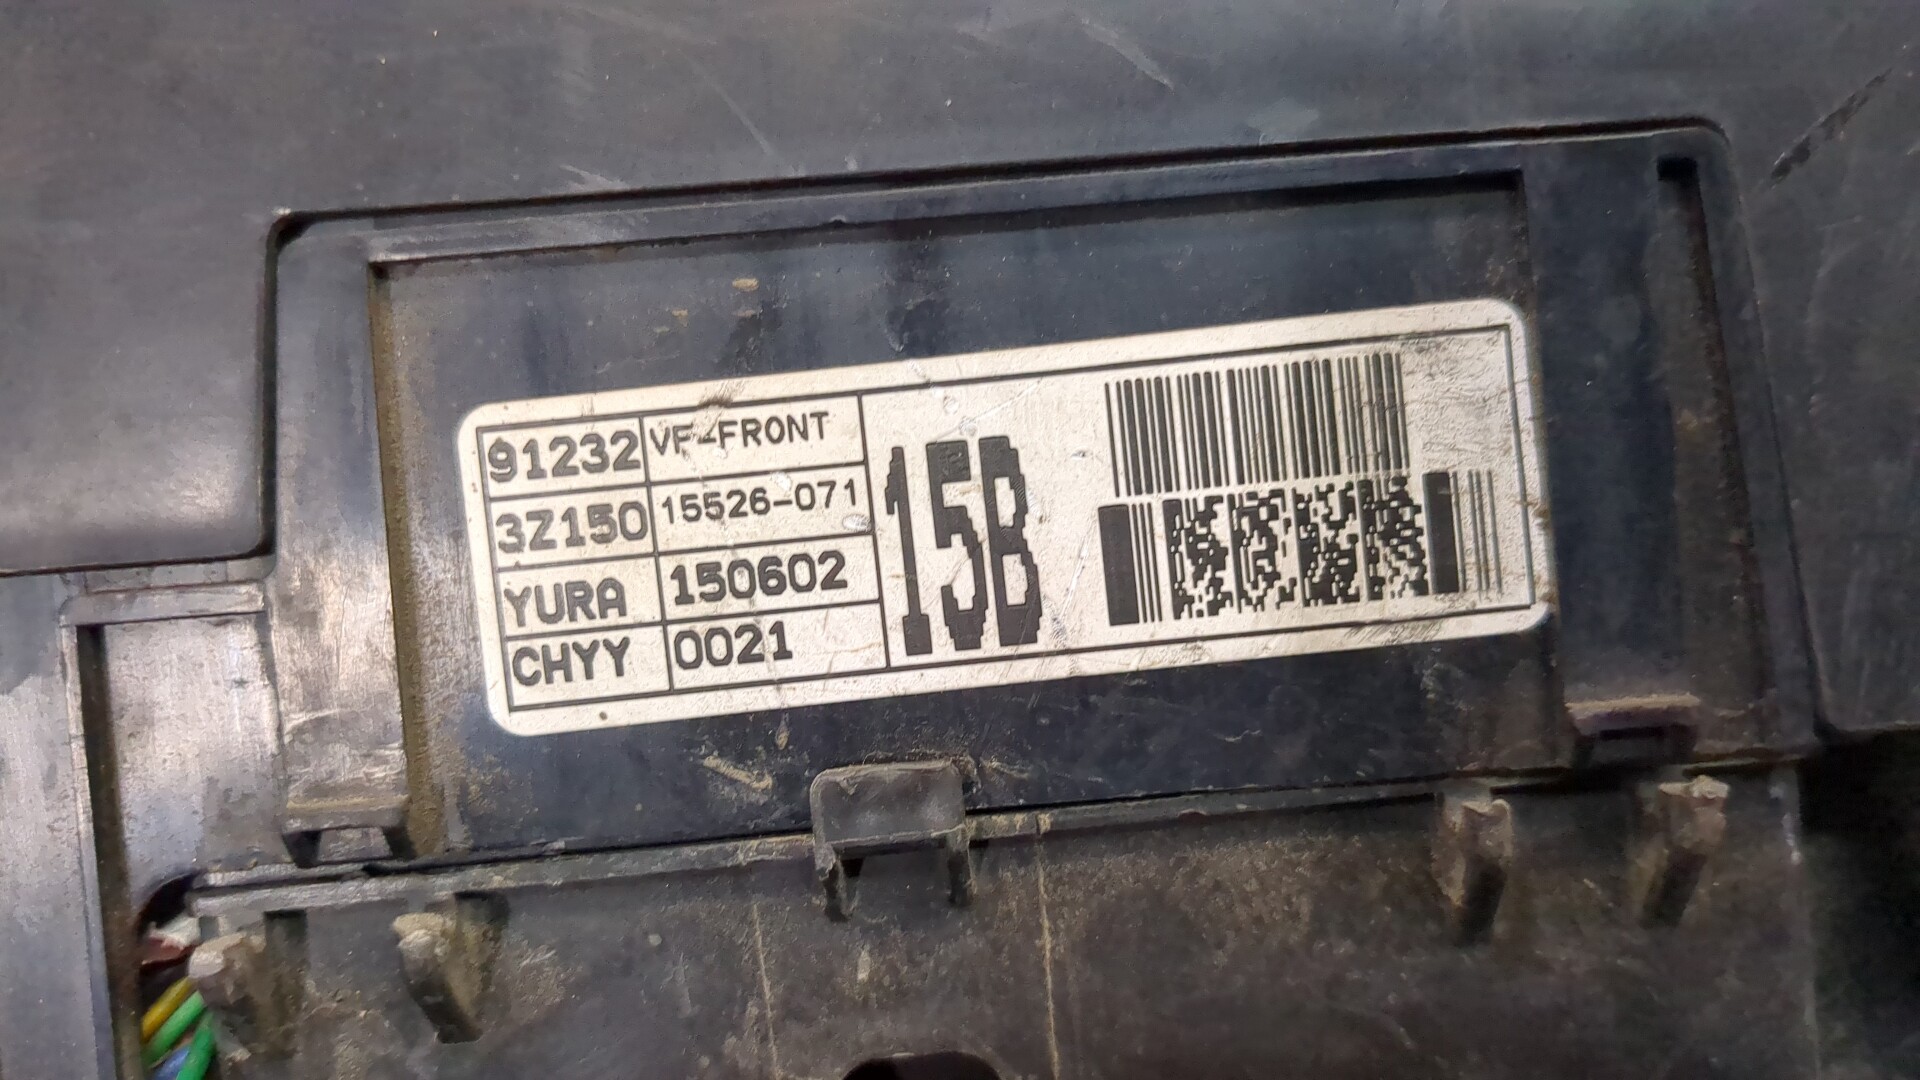 91232 VF-FRONT
3Z150 15526-071
YURA 150602
CHYY 0021
15B